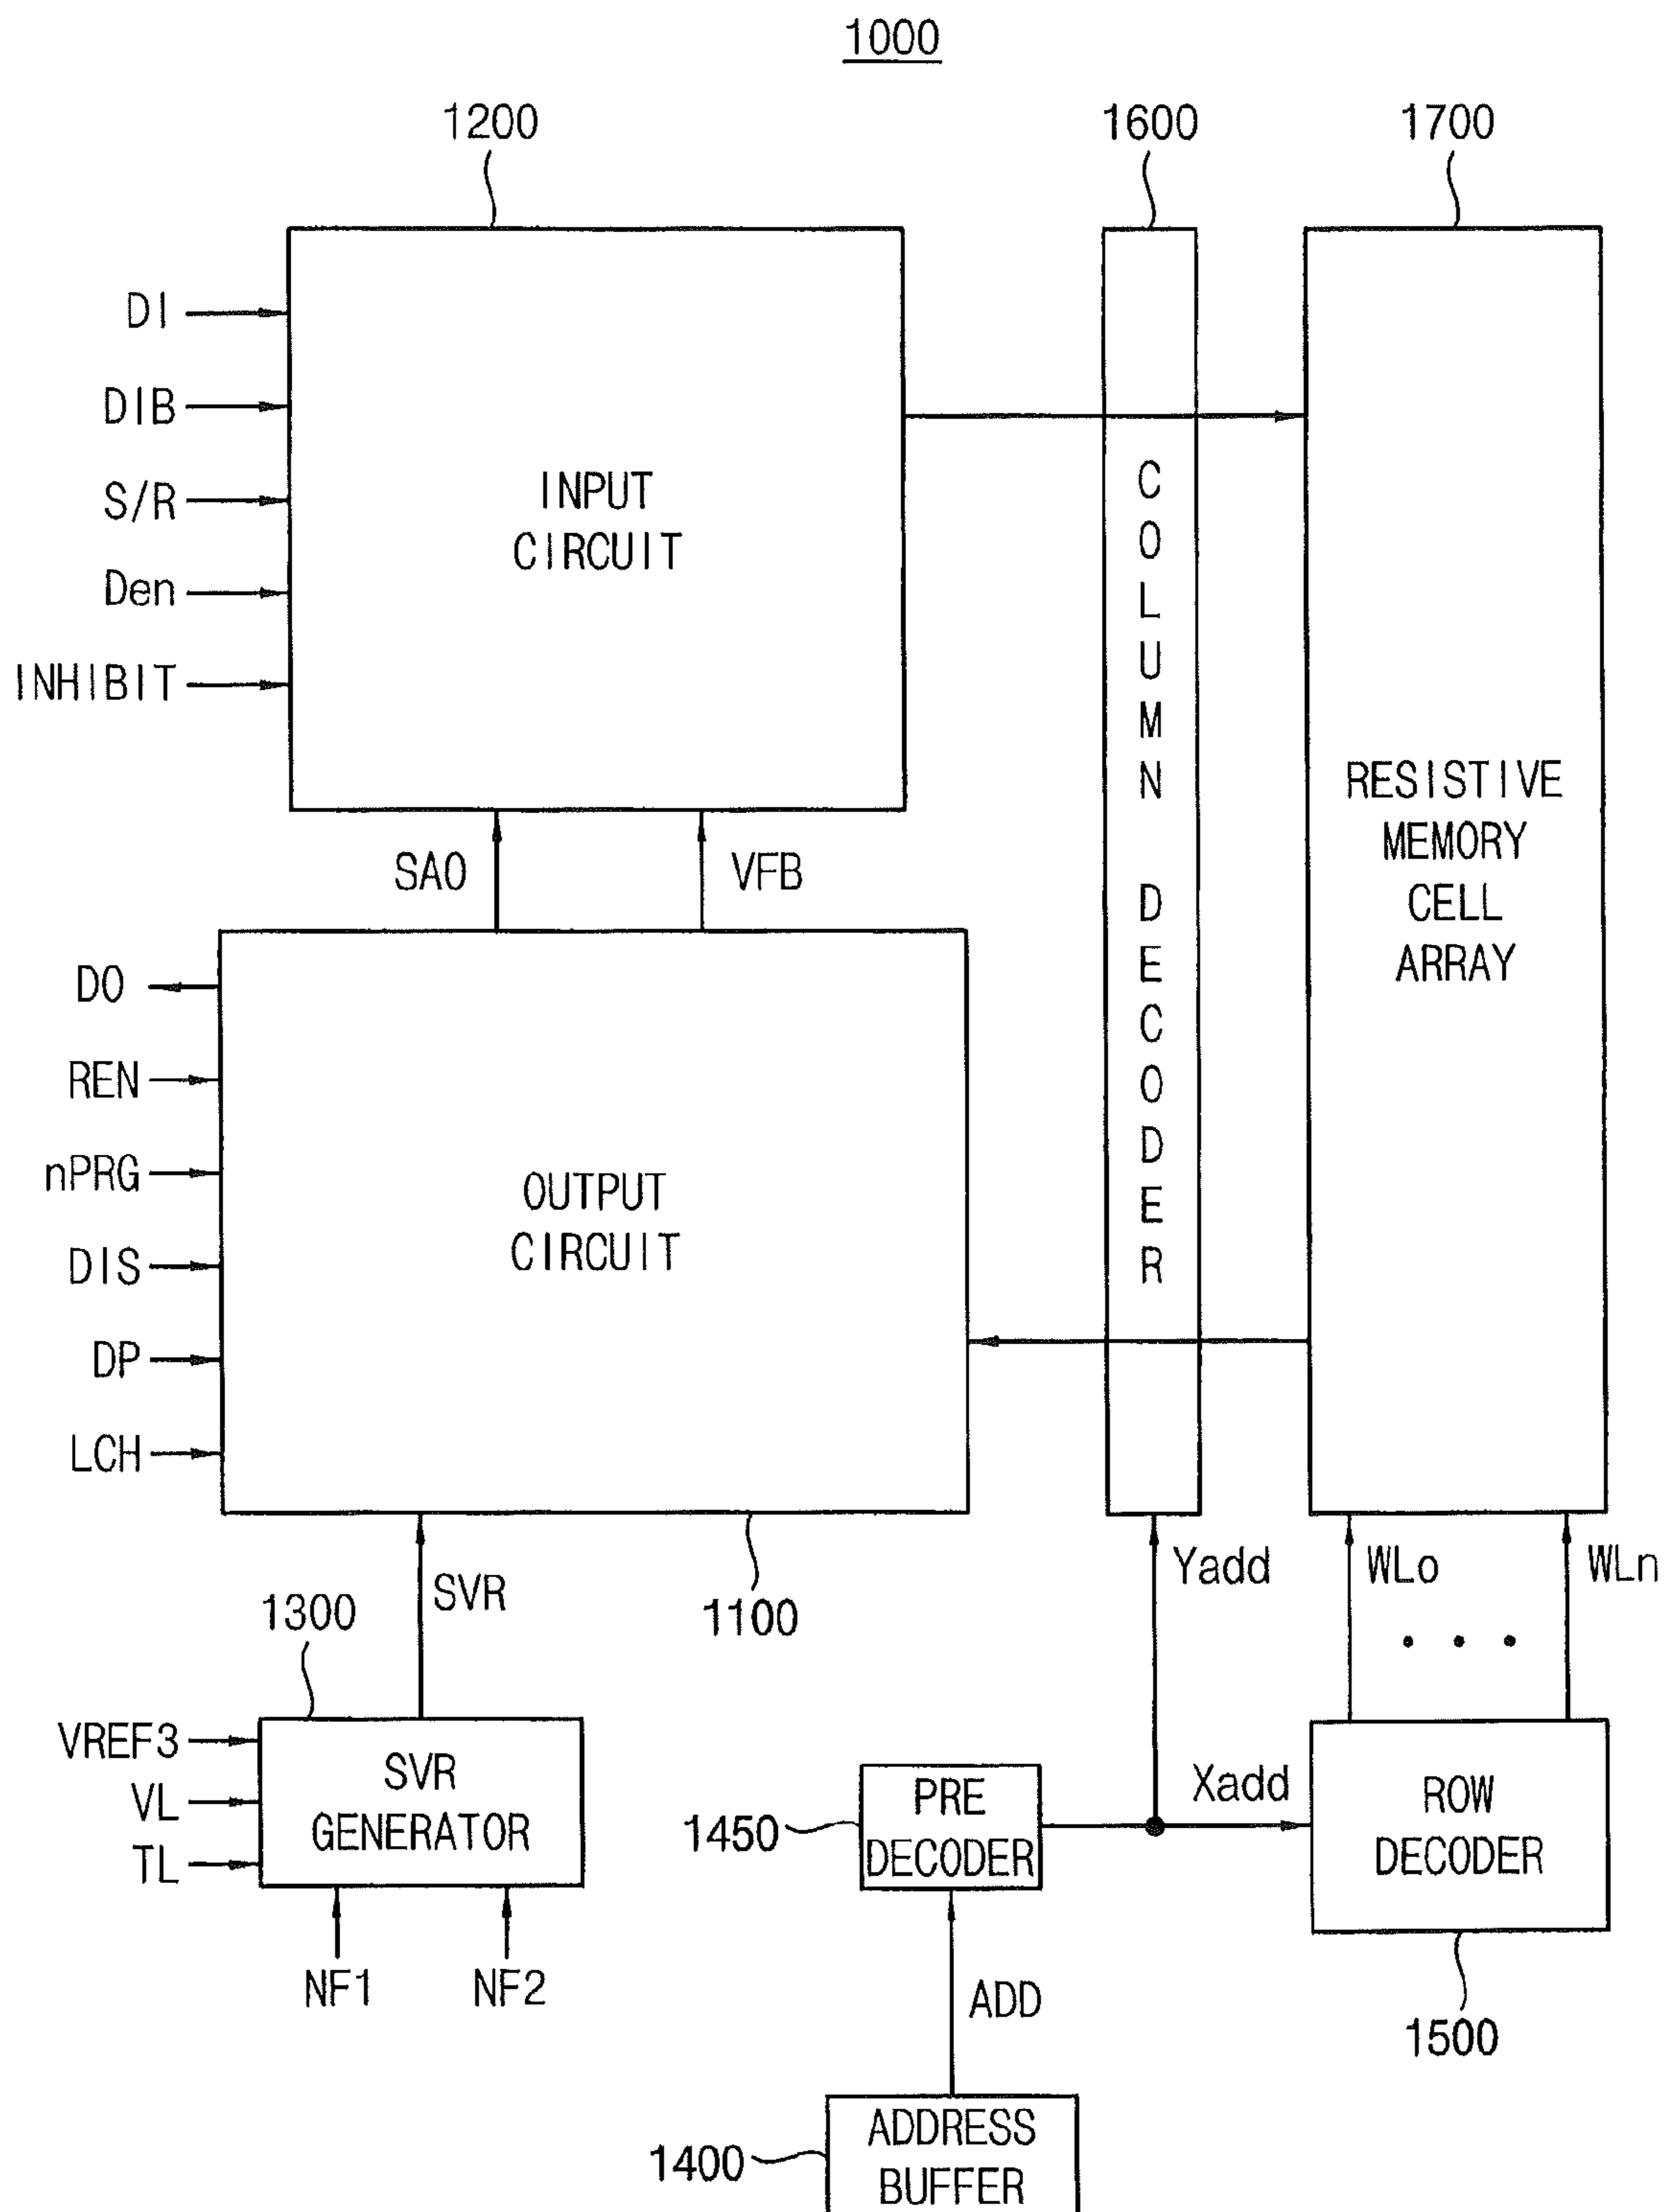 1000
1200
1600
1700
DI
DIB
S/R
Den
INHIBIT
INPUT
CIRCUIT
COLUMN DECODER
RESISTIVE
MEMORY
CELL
ARRAY
SAO
VFB
DO
REN
nPRG
DIS
DP
LCH
OUTPUT
CIRCUIT
1100
SVR
1300
VREF3
VL
TL
SVR
GENERATOR
NF1
NF2
Yadd
WLo
WLn
. . .
Xadd
PRE
DECODER
1450
ROW
DECODER
1500
ADD
ADDRESS
BUFFER
1400